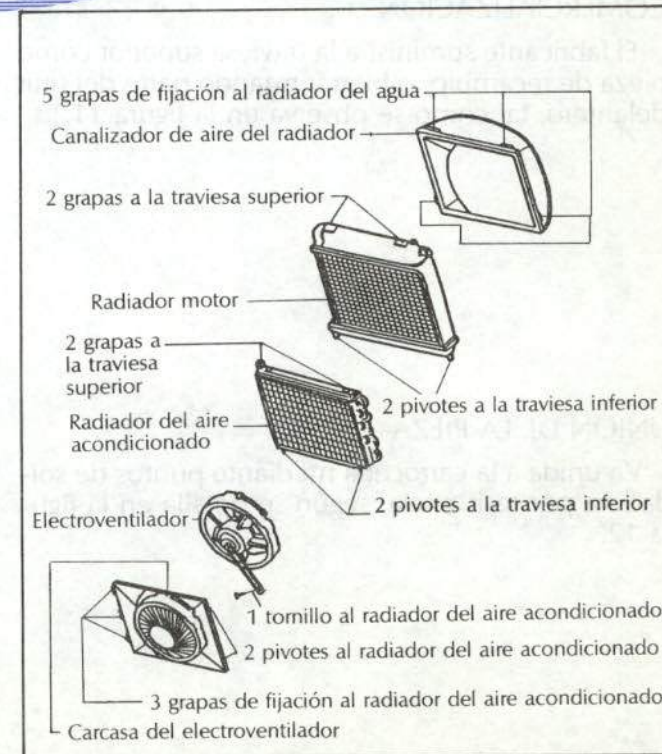 5 grapas de fijación al radiador del agua
Canalizador de aire del radiador
2 grapas a la traviesa superior
Radiador motor
2 grapas a
la traviesa
superior
2 pivotes a la traviesa inferior
Radiador del aire
acondicionado
2 pivotes a la traviesa inferior
Electroventilador
1 tornillo al radiador del aire acondicionado
2 pivotes al radiador del aire acondicionado
3 grapas de fijación al radiador del aire acondicionado
Carcasa del electroventilador